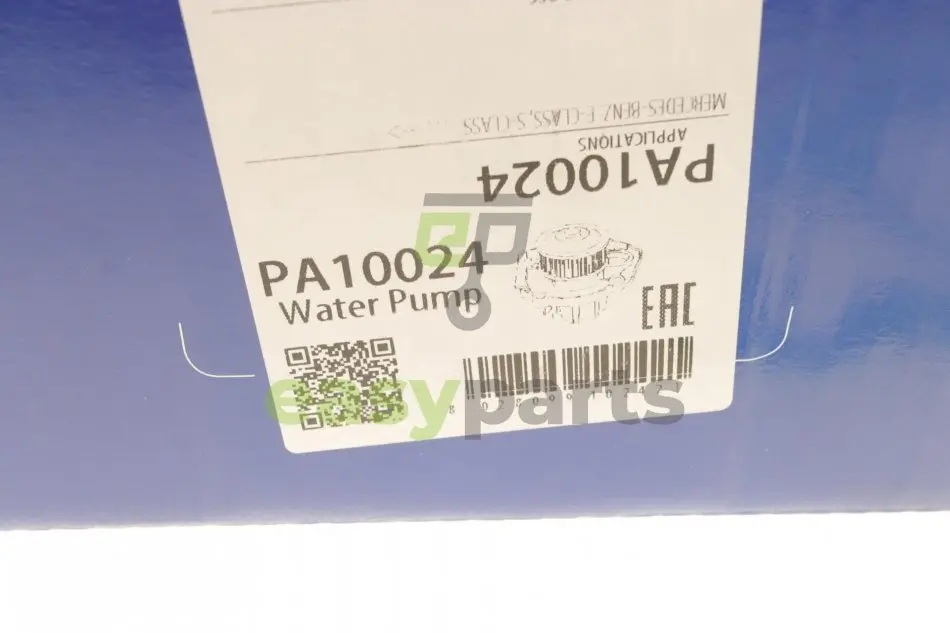 MERCEDES-BENZ E-CLASS, S-CLASS ...->
APPLICATIONS
PA10024
PA10024
Water Pump
EAC
easyparts